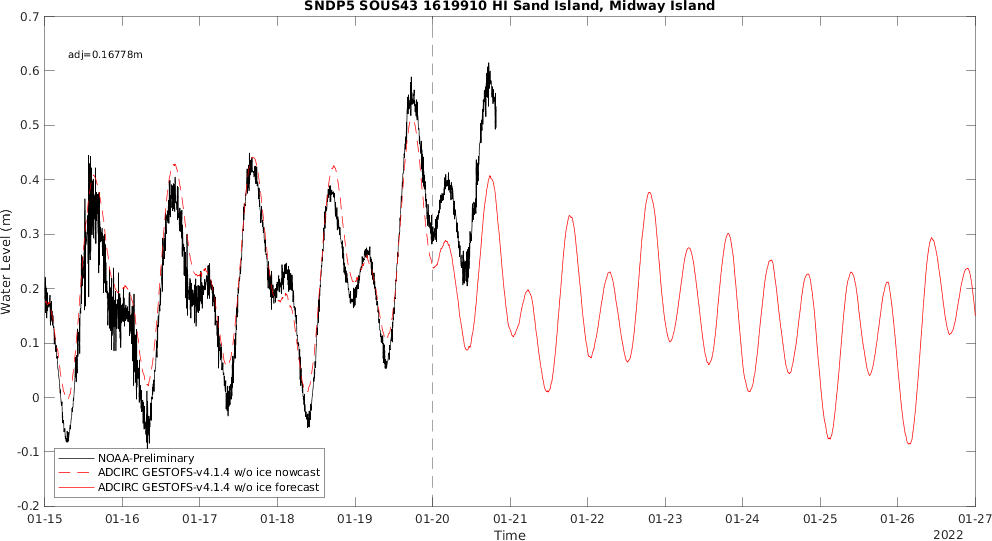 SNDP5 SOUS43 1619910 HI Sand Island, Midway Island
0.7
adj=0.16778m
0.6
0.5
0.4
0.3
0.2
0.1
0
-0.1
-0.2
Water Level (m)
NOAA-Preliminary
ADCIRC GESTOFS-v4.1.4 w/o ice nowcast
ADCIRC GESTOFS-v4.1.4 w/o ice forecast
01-15 01-16 01-17 01-18 01-19 01-20 01-21 01-22 01-23 01-24 01-25 01-26 01-27
Time
2022